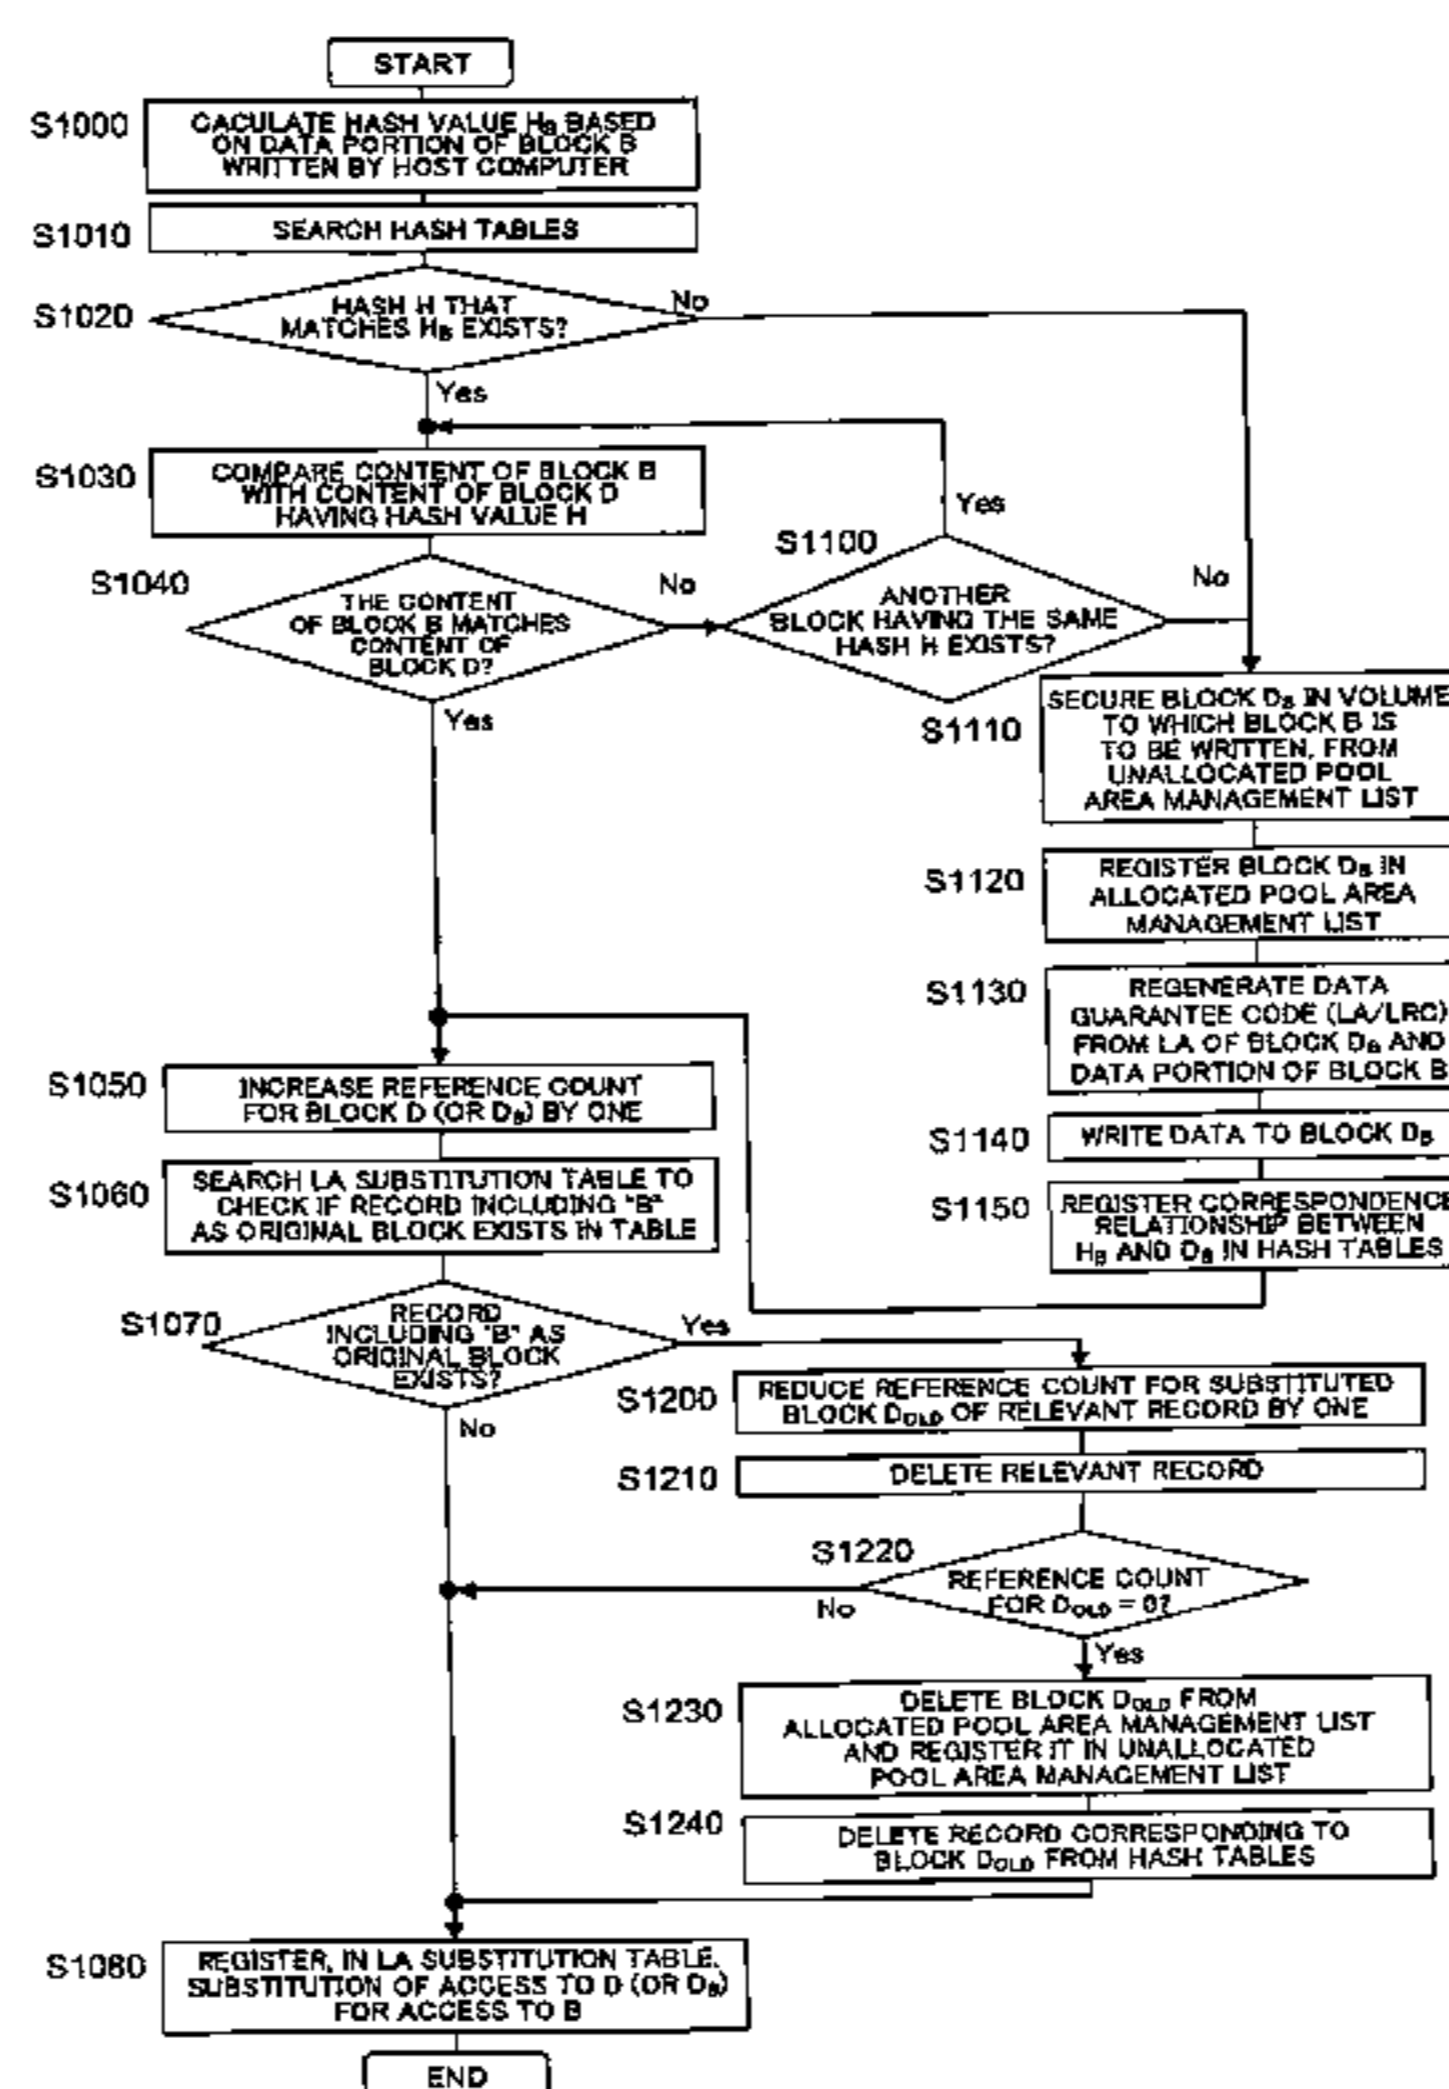 START
S1000
CACULATE HASH VALUE HB BASED
ON DATA PORTION OF BLOCK B
WRITTEN BY HOST COMPUTER
S1010
SEARCH HASH TABLES
S1020
HASH H THAT
MATCHES HB EXISTS?
No
Yes
S1030
COMPARE CONTENT OF BLOCK B
WITH CONTENT OF BLOCK D
HAVING HASH VALUE H
Yes
S1040
THE CONTENT
OF BLOCK B MATCHES
CONTENT OF
BLOCK D?
No
Yes
S1100
ANOTHER
BLOCK HAVING THE SAME
HASH H EXISTS?
No
S1110
SECURE BLOCK DB IN VOLUME
TO WHICH BLOCK B IS
TO BE WRITTEN, FROM
UNALLOCATED POOL
AREA MANAGEMENT LIST
S1120
REGISTER BLOCK DB IN
ALLOCATED POOL AREA
MANAGEMENT LIST
S1130
REGENERATE DATA
GUARANTEE CODE (LA/LRC)
FROM LA OF BLOCK DB AND
DATA PORTION OF BLOCK B
S1140
WRITE DATA TO BLOCK DB
S1150
REGISTER CORRESPONDENCE
RELATIONSHIP BETWEEN
HB AND DB IN HASH TABLES
S1050
INCREASE REFERENCE COUNT
FOR BLOCK D (OR DB) BY ONE
S1060
SEARCH LA SUBSTITUTION TABLE TO
CHECK IF RECORD INCLUDING "B"
AS ORIGINAL BLOCK EXISTS IN TABLE
S1070
RECORD
INCLUDING "B" AS
ORIGINAL BLOCK
EXISTS?
Yes
No
S1200
REDUCE REFERENCE COUNT FOR SUBSTITUTED
BLOCK DOLD OF RELEVANT RECORD BY ONE
S1210
DELETE RELEVANT RECORD
S1220
REFERENCE COUNT
FOR DOLD = 0?
No
Yes
S1230
DELETE BLOCK DOLD FROM
ALLOCATED POOL AREA MANAGEMENT LIST
AND REGISTER IT IN UNALLOCATED
POOL AREA MANAGEMENT LIST
S1240
DELETE RECORD CORRESPONDING TO
BLOCK DOLD FROM HASH TABLES
S1080
REGISTER, IN LA SUBSTITUTION TABLE,
SUBSTITUTION OF ACCESS TO D (OR DB)
FOR ACCESS TO B
END